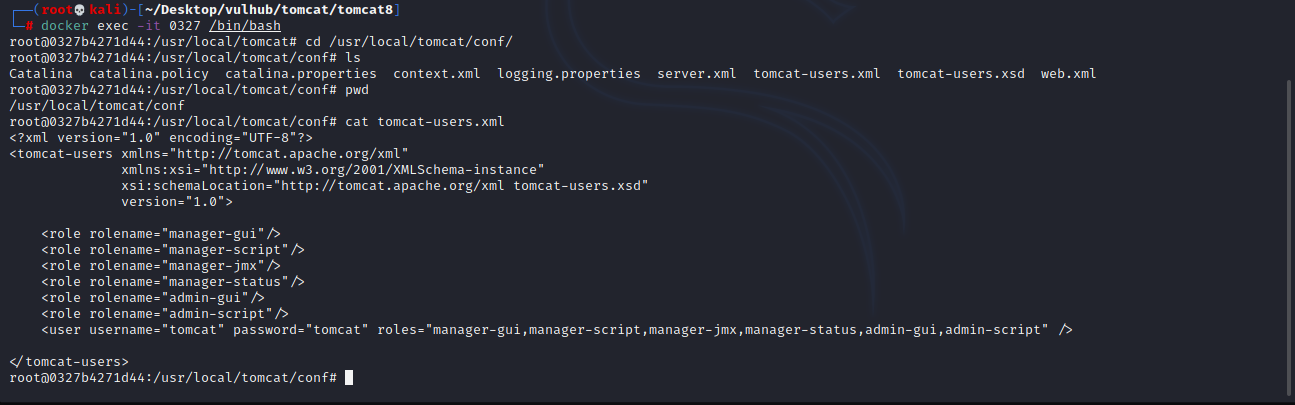 ┌──(root💀kali)-[~/Desktop/vulhub/tomcat/tomcat8]
└─# docker exec -it 0327 /bin/bash
root@0327b4271d44:/usr/local/tomcat# cd /usr/local/tomcat/conf/
root@0327b4271d44:/usr/local/tomcat/conf# ls
Catalina  catalina.policy  catalina.properties  context.xml  logging.properties  server.xml  tomcat-users.xml  tomcat-users.xsd  web.xml
root@0327b4271d44:/usr/local/tomcat/conf# pwd
/usr/local/tomcat/conf
root@0327b4271d44:/usr/local/tomcat/conf# cat tomcat-users.xml
<?xml version="1.0" encoding="UTF-8"?>
<tomcat-users xmlns="http://tomcat.apache.org/xml"
              xmlns:xsi="http://www.w3.org/2001/XMLSchema-instance"
              xsi:schemaLocation="http://tomcat.apache.org/xml tomcat-users.xsd"
              version="1.0">
    <role rolename="manager-gui"/>
    <role rolename="manager-script"/>
    <role rolename="manager-jmx"/>
    <role rolename="manager-status"/>
    <role rolename="admin-gui"/>
    <role rolename="admin-script"/>
    <user username="tomcat" password="tomcat" roles="manager-gui,manager-script,manager-jmx,manager-status,admin-gui,admin-script" />
</tomcat-users>
root@0327b4271d44:/usr/local/tomcat/conf#